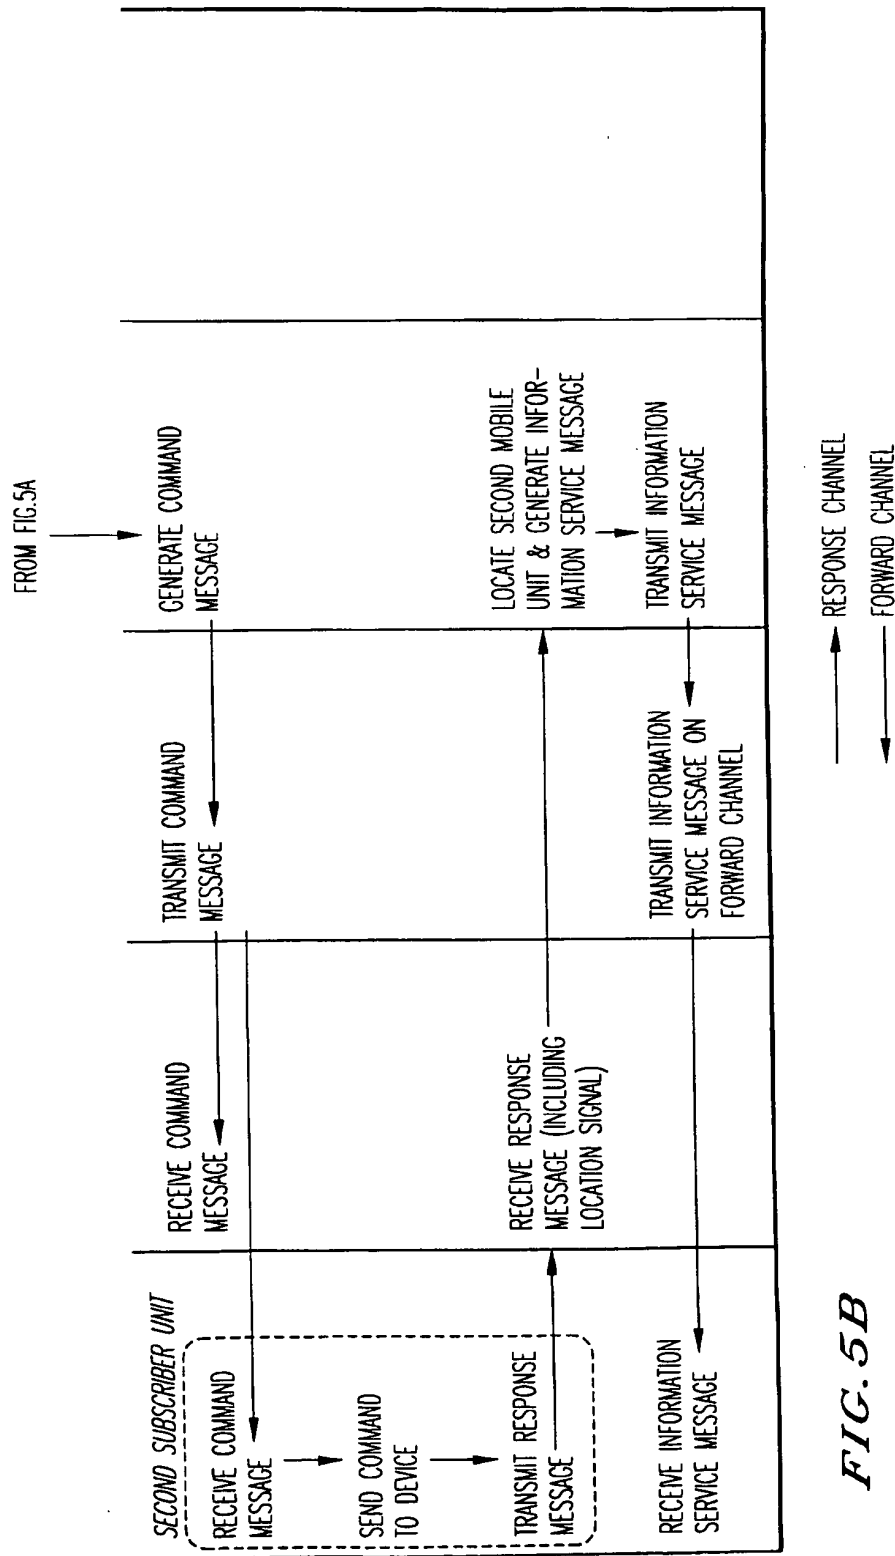 FROM FIG.5A
SECOND SUBSCRIBER UNIT
RECEIVE COMMAND
MESSAGE
SEND COMMAND
TO DEVICE
TRANSMIT RESPONSE
MESSAGE
RECEIVE INFORMATION
SERVICE MESSAGE
RECEIVE COMMAND
MESSAGE
RECEIVE RESPONSE
MESSAGE (INCLUDING
LOCATION SIGNAL)
TRANSMIT COMMAND
MESSAGE
TRANSMIT INFORMATION
SERVICE MESSAGE ON
FORWARD CHANNEL
GENERATE COMMAND
MESSAGE
LOCATE SECOND MOBILE
UNIT & GENERATE INFOR-
MATION SERVICE MESSAGE
TRANSMIT INFORMATION
SERVICE MESSAGE
RESPONSE CHANNEL
FORWARD CHANNEL
FIG.5B